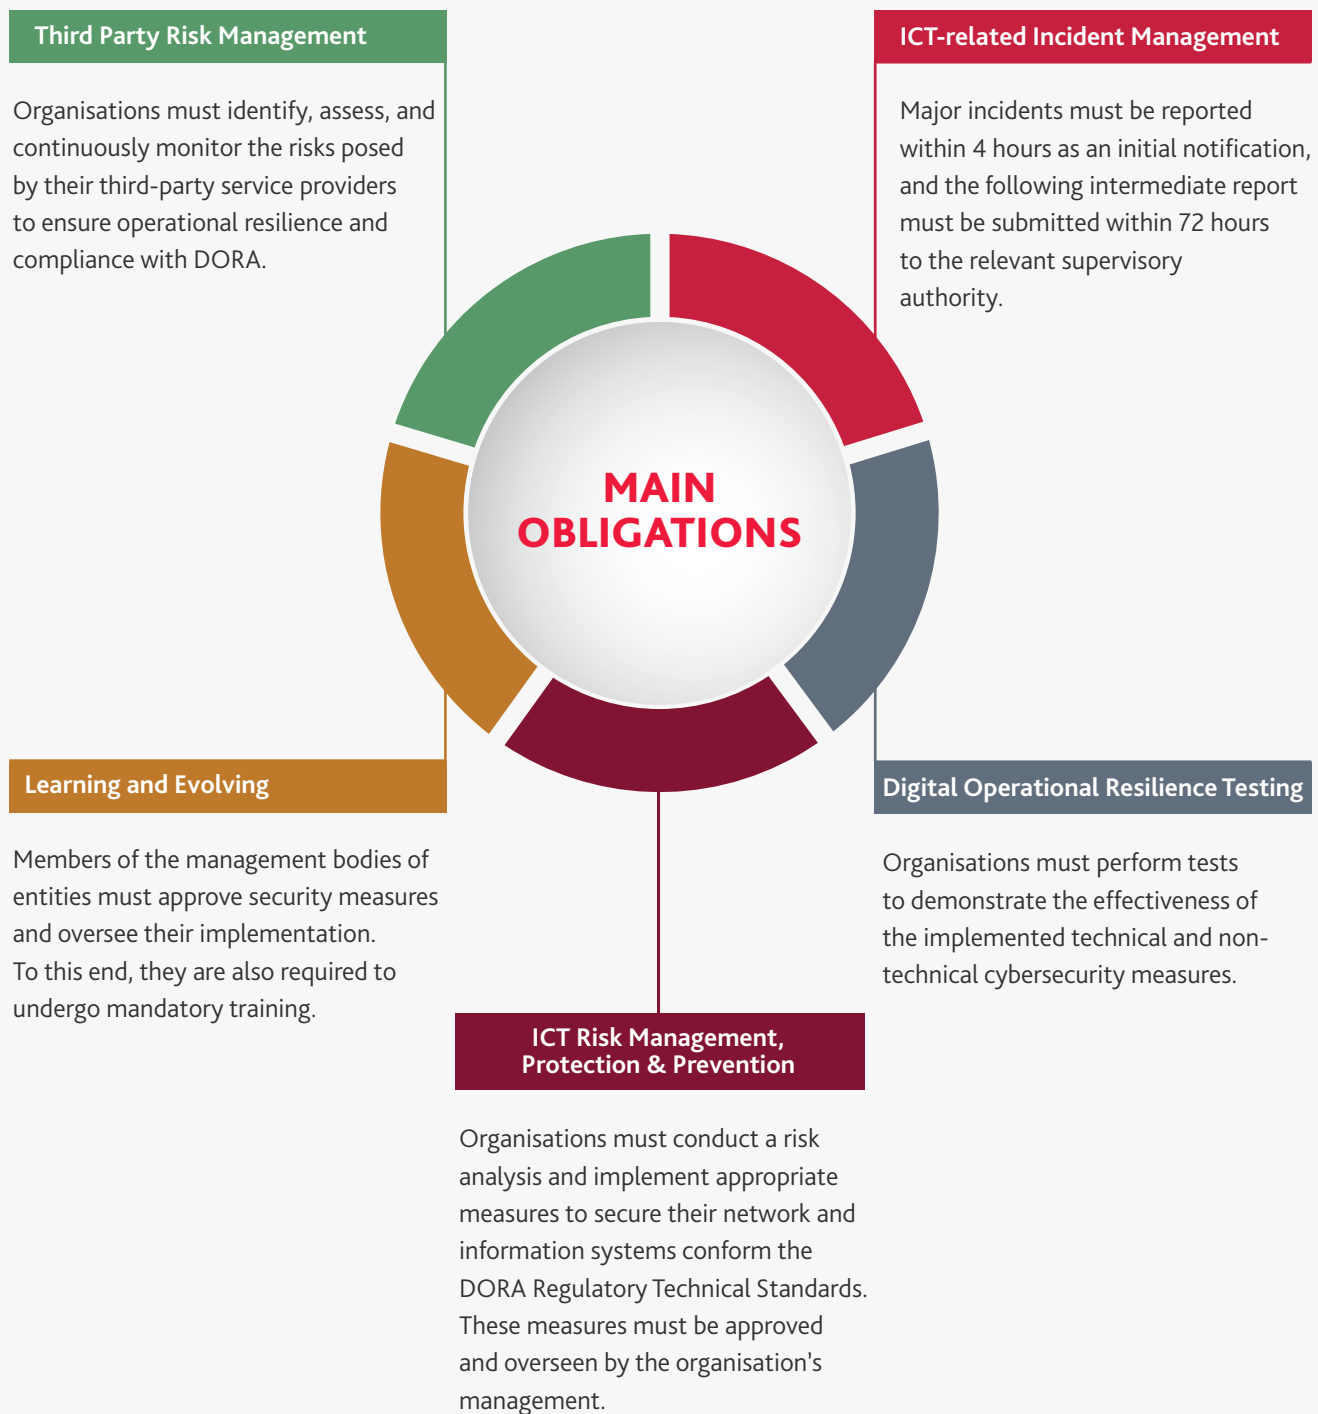 Third Party Risk Management
Organisations must identify, assess, and
continuously monitor the risks posed
by their third-party service providers
to ensure operational resilience and
compliance with DORA.
ICT-related Incident Management
Major incidents must be reported
within 4 hours as an initial notification,
and the following intermediate report
must be submitted within 72 hours
to the relevant supervisory
authority.
MAIN
OBLIGATIONS
Learning and Evolving
Members of the management bodies of
entities must approve security measures
and oversee their implementation.
To this end, they are also required to
undergo mandatory training.
Digital Operational Resilience Testing
Organisations must perform tests
to demonstrate the effectiveness of
the implemented technical and non-
technical cybersecurity measures.
ICT Risk Management,
Protection & Prevention
Organisations must conduct a risk
analysis and implement appropriate
measures to secure their network and
information systems conform the
DORA Regulatory Technical Standards.
These measures must be approved
and overseen by the organisation's
management.